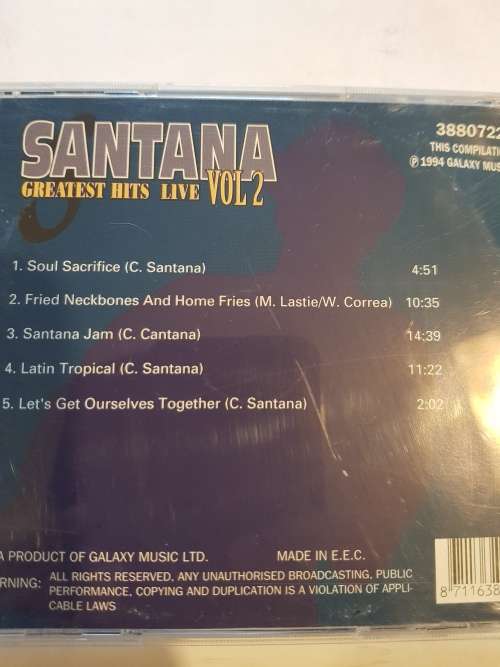 SANTANA
GREATEST HITS LIVE VOL 2
3880722
THIS COMPILATI
℗ 1994 GALAXY MUS
1. Soul Sacrifice (C. Santana) 4:51
2. Fried Neckbones And Home Fries (M. Lastie/W. Correa) 10:35
3. Santana Jam (C. Cantana) 14:39
4. Latin Tropical (C. Santana) 11:22
5. Let's Get Ourselves Together (C. Santana) 2:02
A PRODUCT OF GALAXY MUSIC LTD. MADE IN E.E.C.
RNING: ALL RIGHTS RESERVED. ANY UNAUTHORISED BROADCASTING, PUBLIC
PERFORMANCE, COPYING AND DUPLICATION IS A VIOLATION OF APPLI-
CABLE LAWS
8 711638